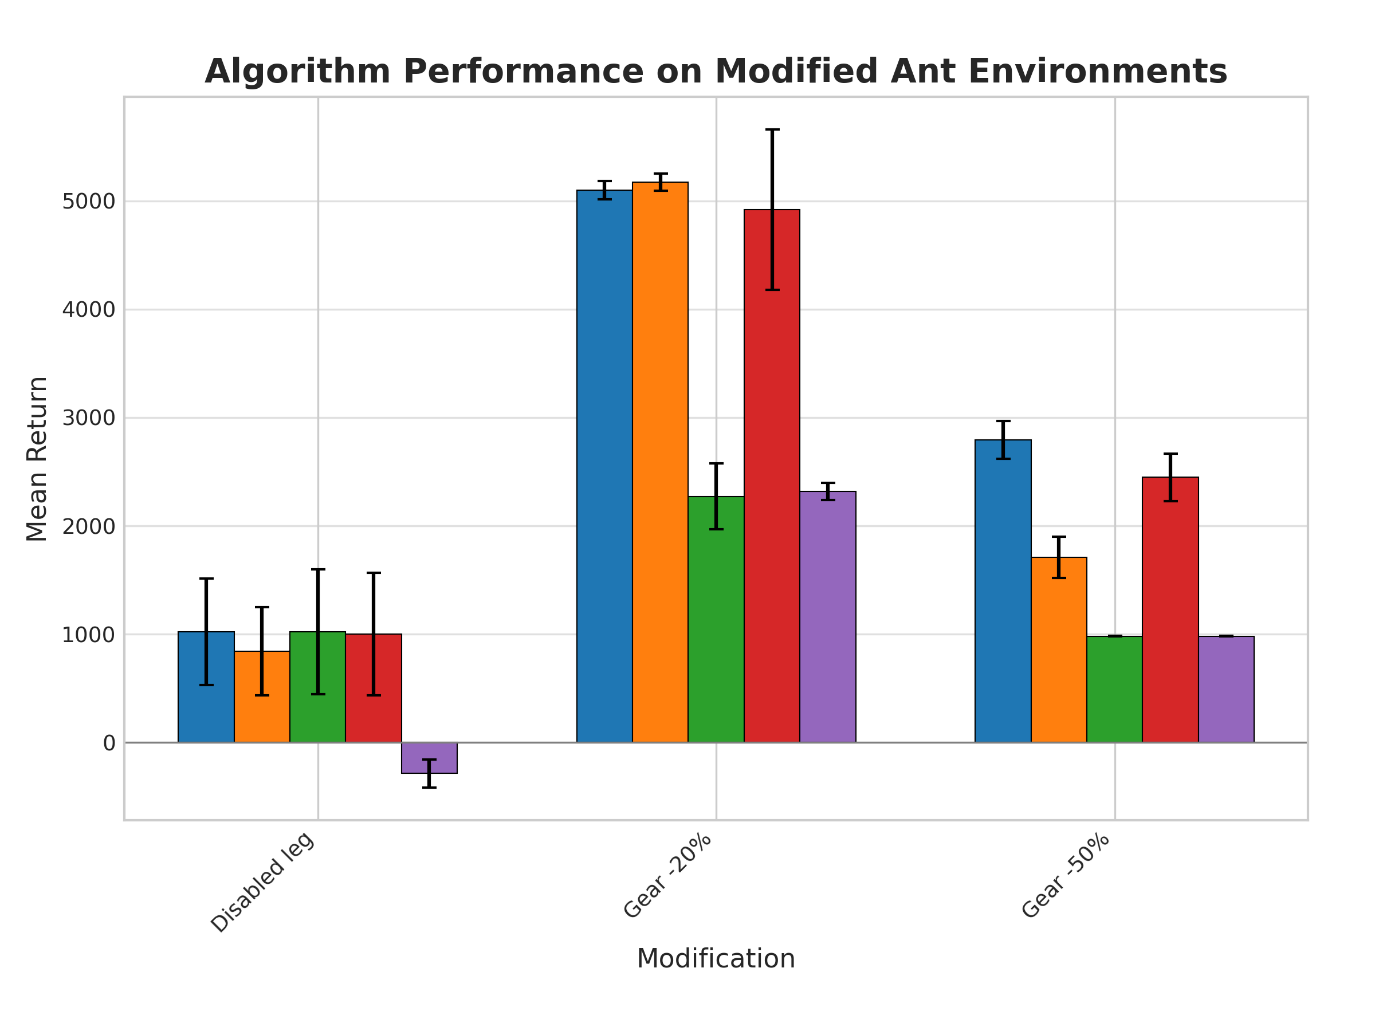 Algorithm Performance on Modified Ant Environments
Mean Return
5000
4000
3000
2000
1000
0
Disabled leg
Gear -20%
Gear -50%
Modification